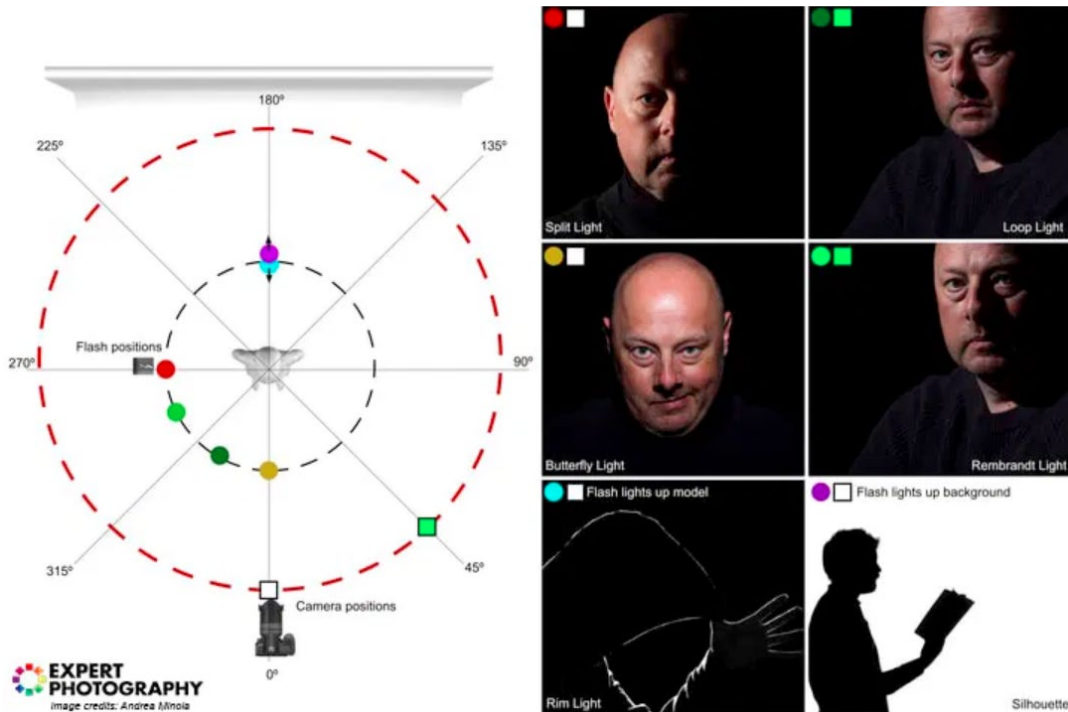 180º
225º
135º
Flash positions
270º
90º
315º
45º
Camera positions
0º
EXPERT
PHOTOGRAPHY
Image credits: Andrea Minoia
Split Light
Loop Light
Butterfly Light
Rembrandt Light
Flash lights up model
Flash lights up background
Rim Light
Silhouette